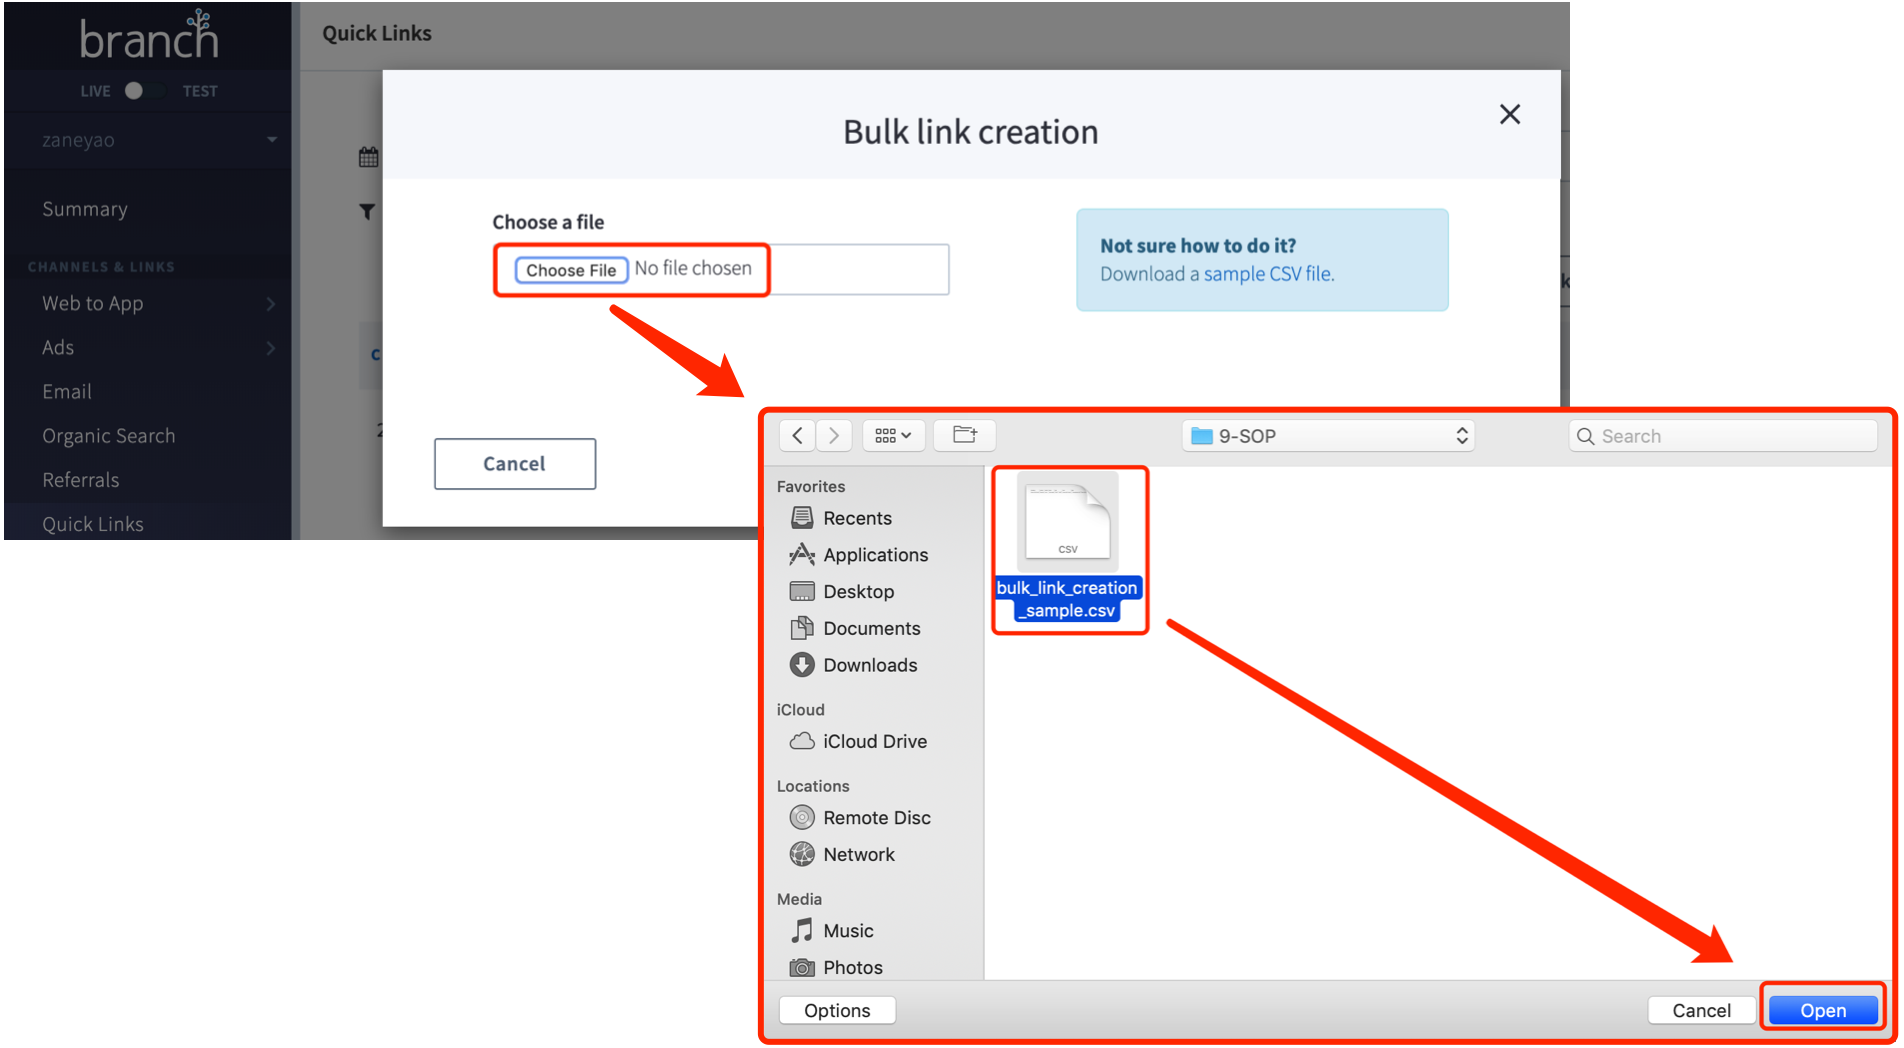 branch
Quick Links
LIVE TEST
zaneyao
Summary
CHANNELS & LINKS
Web to App
Ads
Email
Organic Search
Referrals
Quick Links
Bulk link creation
Choose a file
Choose File No file chosen
Not sure how to do it?
Download a sample CSV file.
Cancel
9-SOP
Search
Favorites
Recents
Applications
Desktop
Documents
Downloads
iCloud
iCloud Drive
Locations
Remote Disc
Network
Media
Music
Photos
CSV
bulk_link_creation
_sample.csv
Options
Cancel
Open